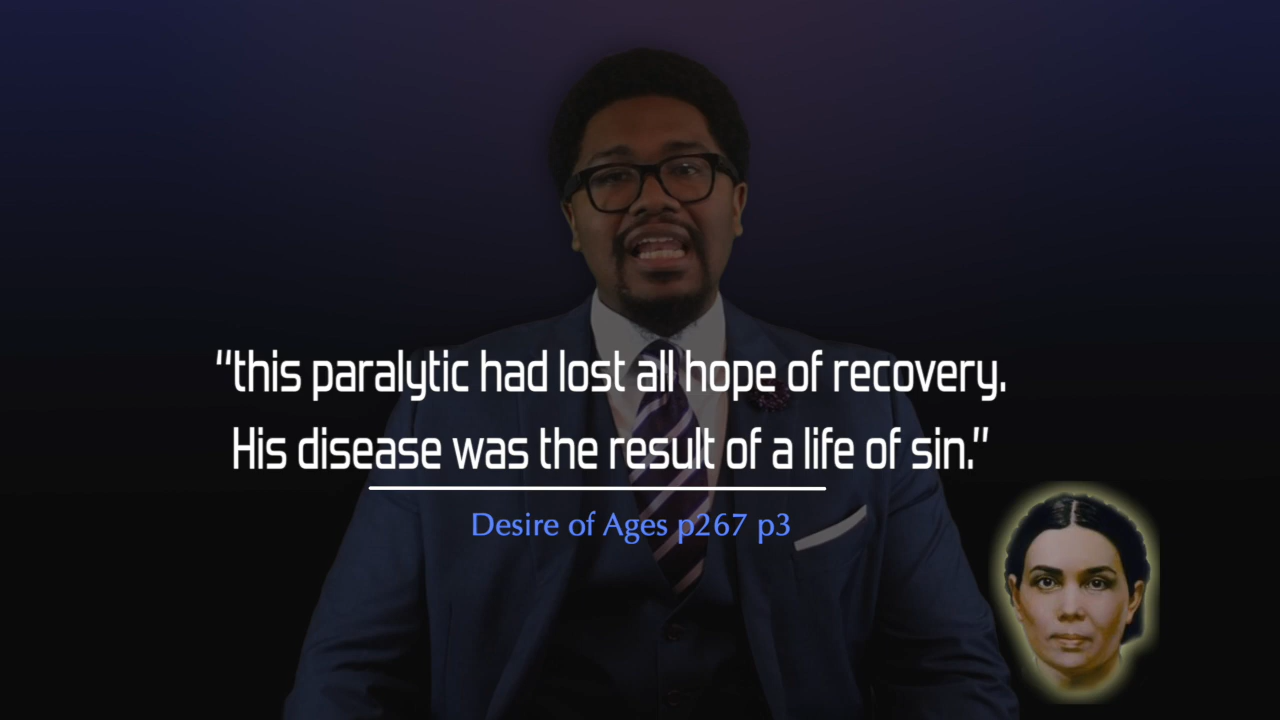 “this paralytic had lost all hope of recovery.
His disease was the result of a life of sin.”
Desire of Ages p267 p3